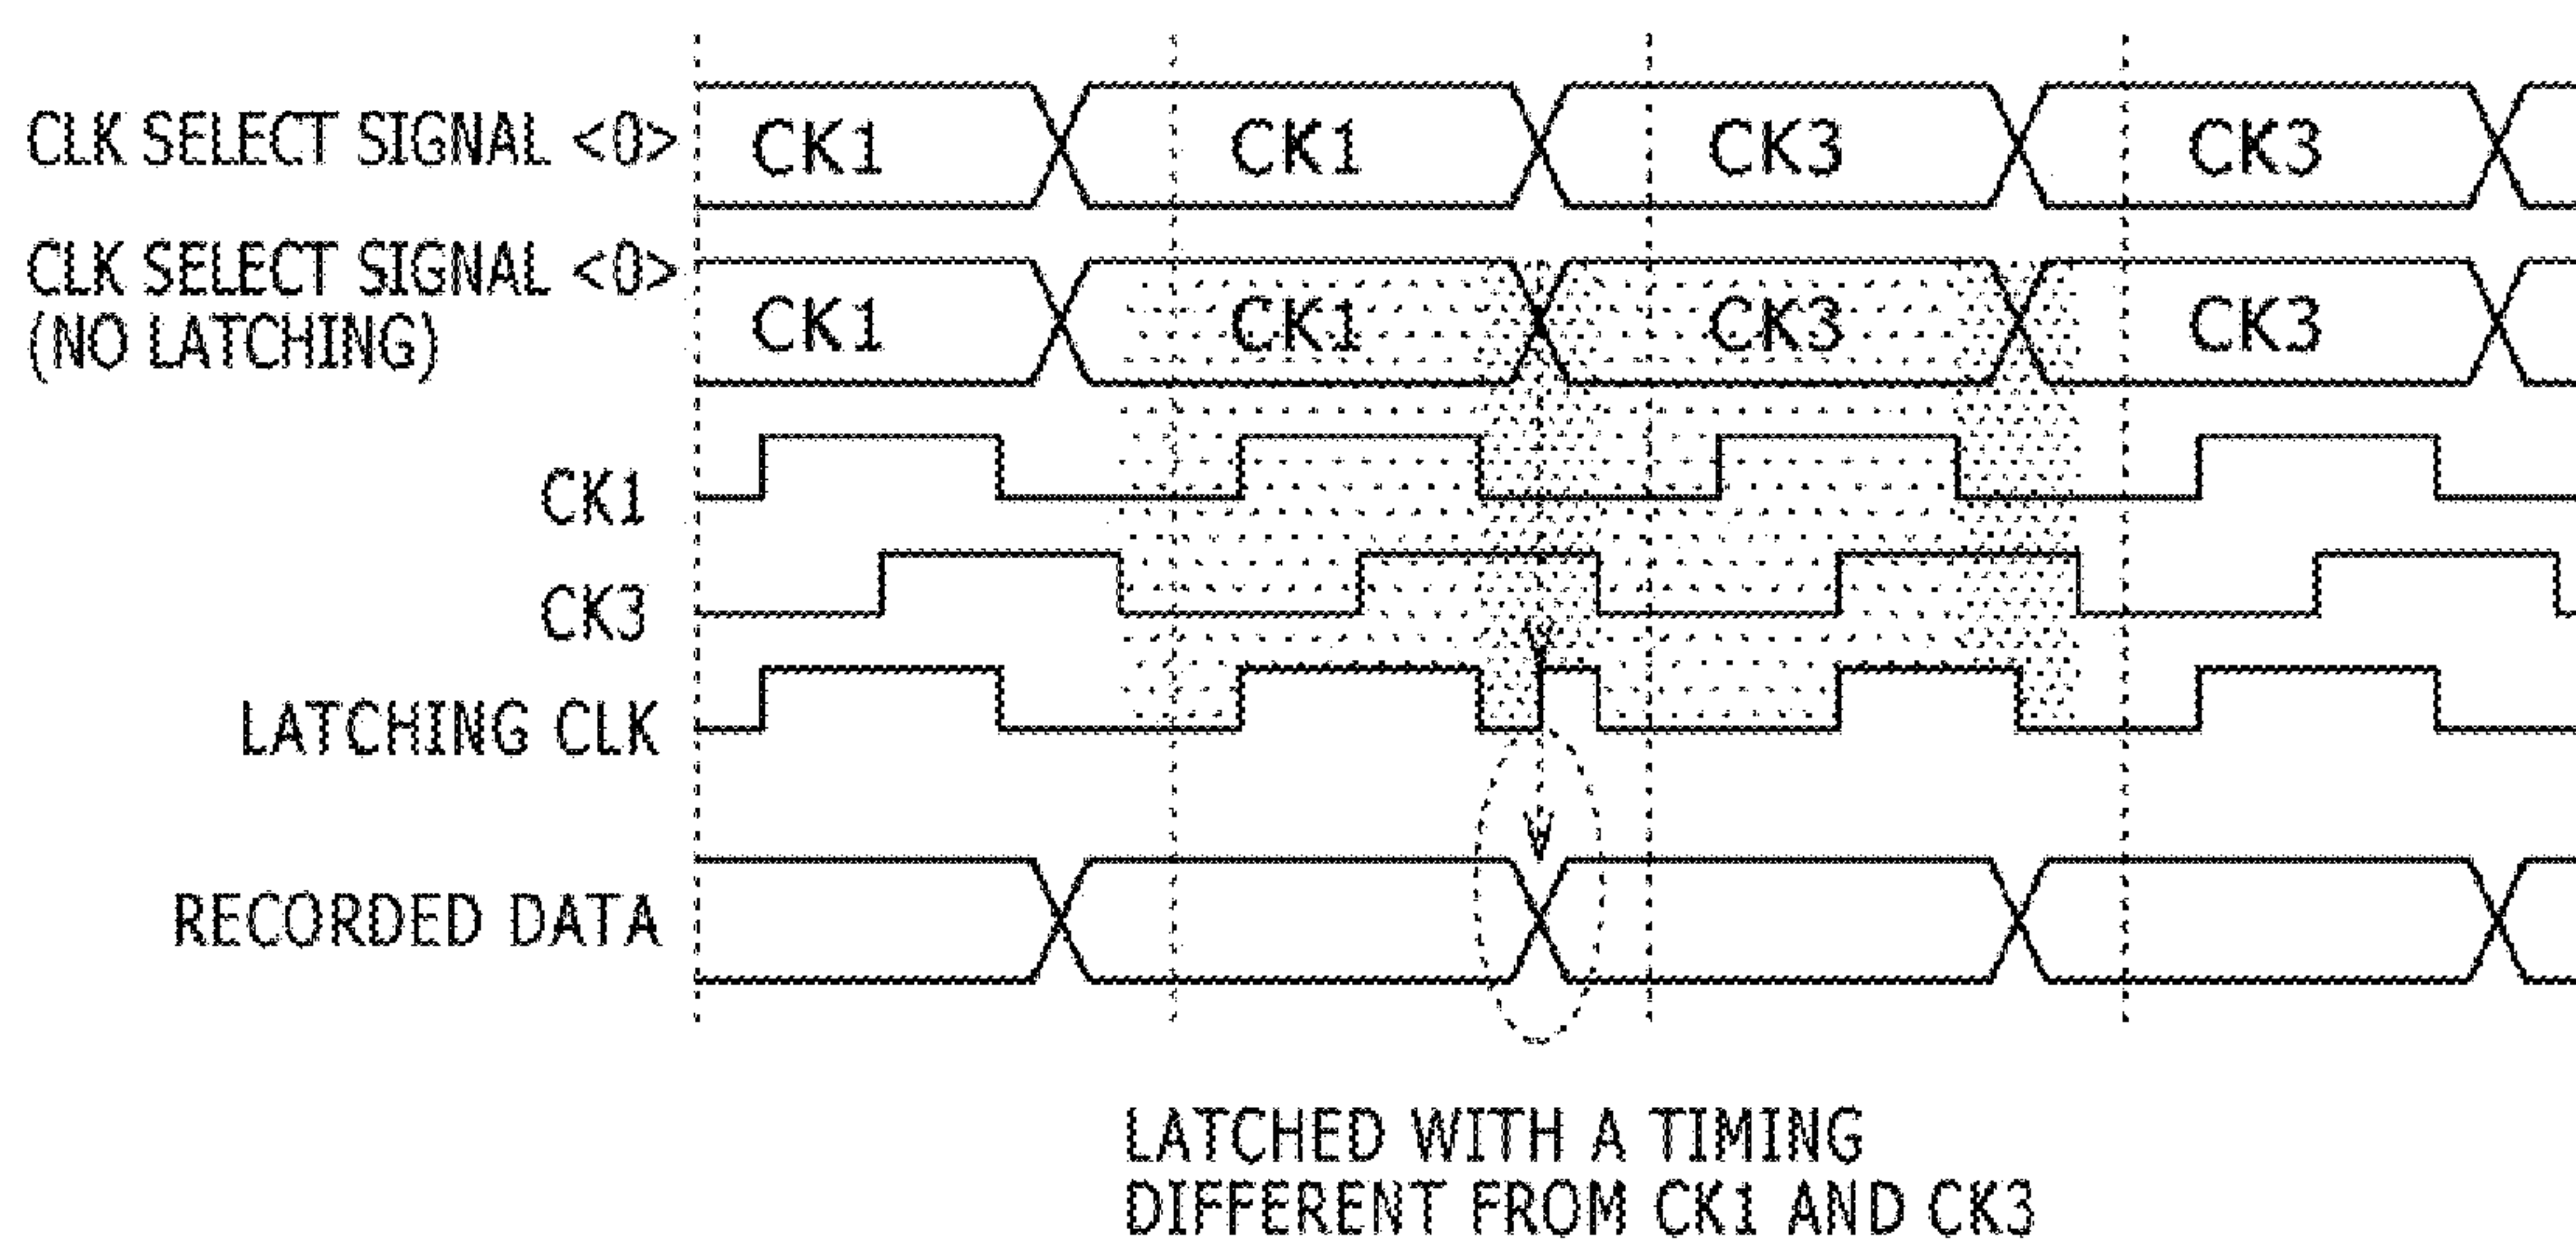 CLK SELECT SIGNAL <0> CK1 CK1 CK3 CK3
CLK SELECT SIGNAL <0>
(NO LATCHING) CK1 CK1 CK3 CK3
CK1
CK3
LATCHING CLK
RECORDED DATA
LATCHED WITH A TIMING
DIFFERENT FROM CK1 AND CK3